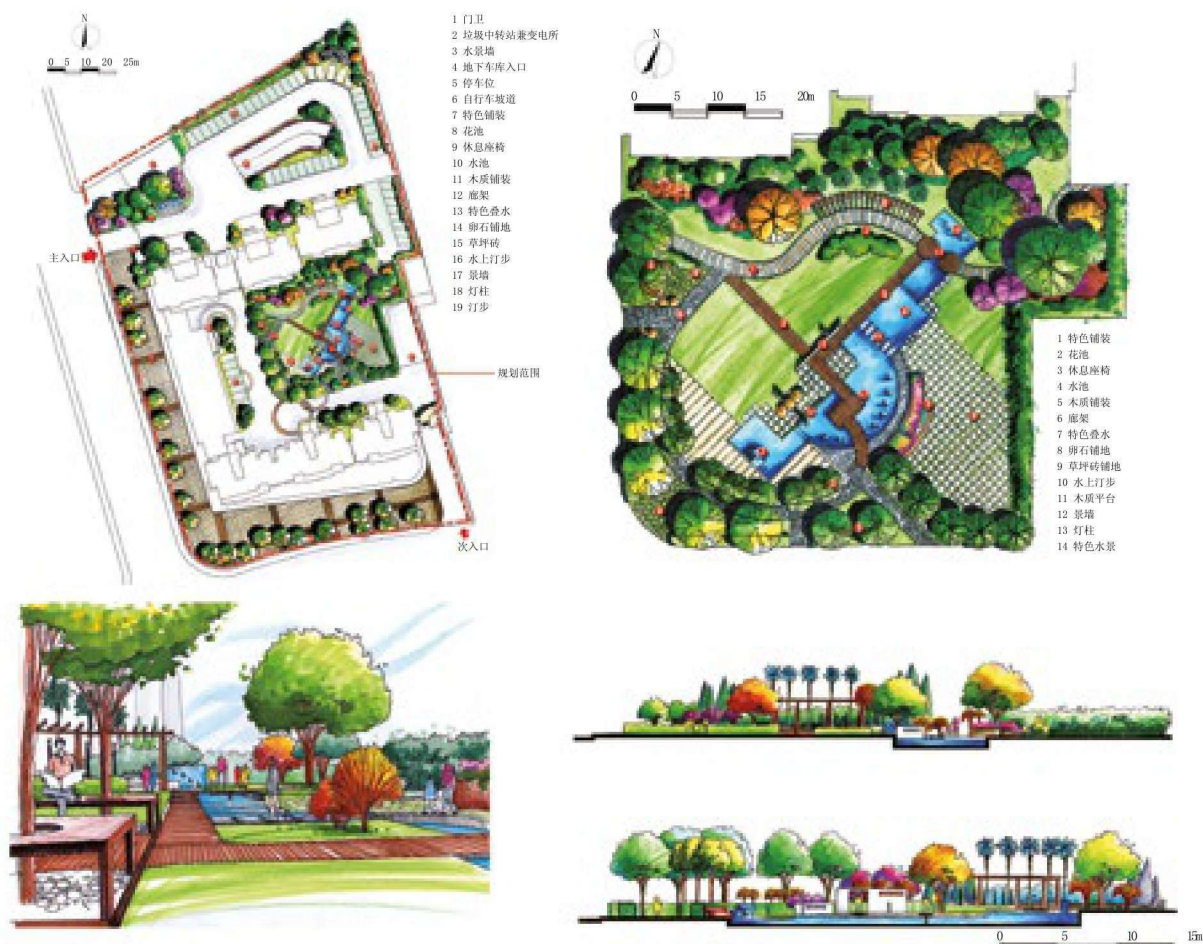 N
0 5 10 20 25m
1 门卫
2 垃圾中转站兼变电所
3 水景墙
4 地下车库入口
5 停车位
6 自行车坡道
7 特色铺装
8 花池
9 休息座椅
10 水池
11 木质铺装
12 廊架
13 特色叠水
14 卵石铺地
15 草坪砖
16 水上汀步
17 景墙
18 灯柱
19 汀步
主入口
规划范围
次入口
N
0 5 10 15 20m
1 特色铺装
2 花池
3 休息座椅
4 水池
5 木质铺装
6 廊架
7 特色叠水
8 卵石铺地
9 草坪砖铺地
10 水上汀步
11 木质平台
12 景墙
13 灯柱
14 特色水景
0 5 10 15m